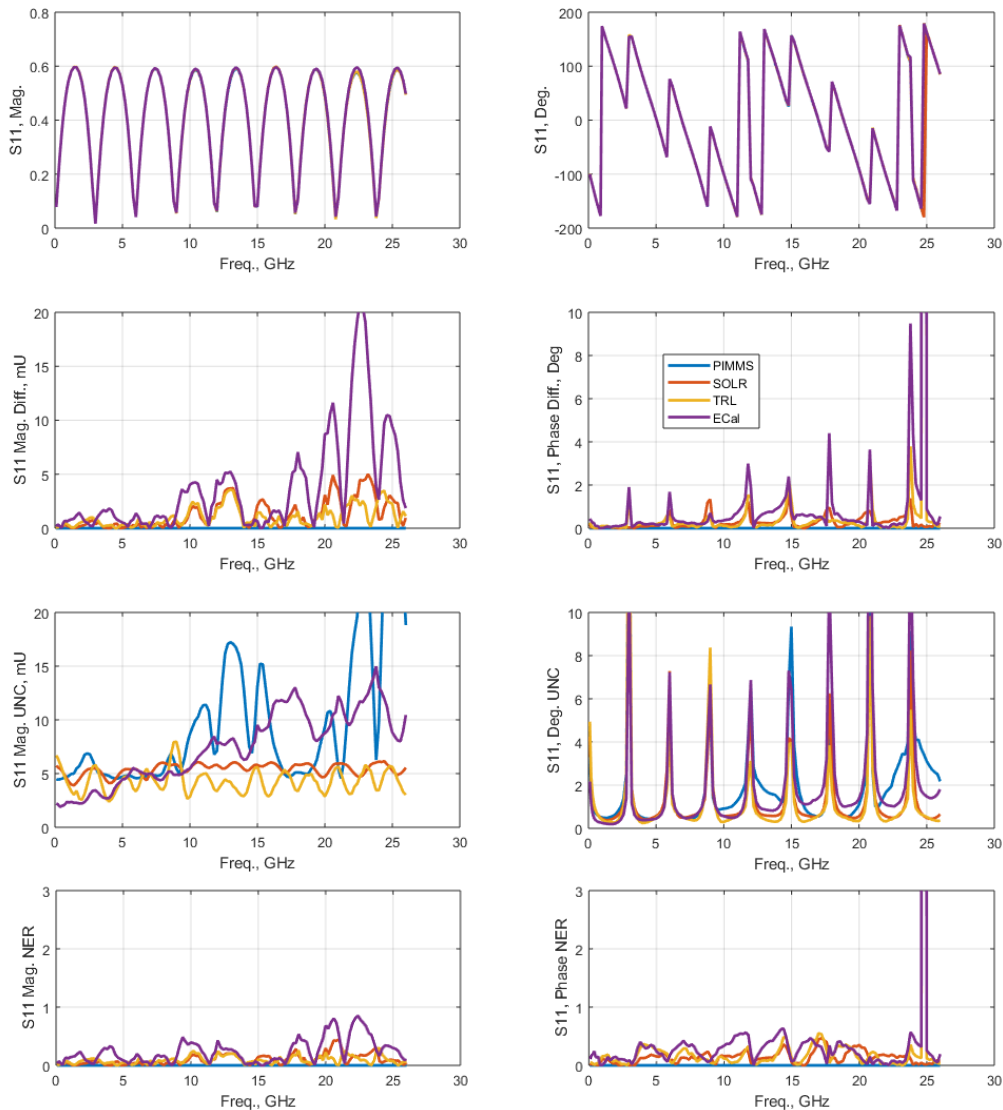 0.8
0.6
0.4
0.2
0
S11, Mag.
0 5 10 15 20 25 30
Freq., GHz
200
100
0
-100
-200
S11, Deg.
0 5 10 15 20 25 30
Freq., GHz
20
15
10
5
0
S11 Mag. Diff., mU
0 5 10 15 20 25 30
Freq., GHz
10
8
6
4
2
0
S11, Phase Diff., Deg
PIMMS
SOLR
TRL
ECal
0 5 10 15 20 25 30
Freq., GHz
20
15
10
5
0
S11 Mag. UNC, mU
0 5 10 15 20 25 30
Freq., GHz
10
8
6
4
2
0
S11, Deg. UNC
0 5 10 15 20 25 30
Freq., GHz
3
2
1
0
S11 Mag. NER
0 5 10 15 20 25 30
Freq., GHz
3
2
1
0
S11, Phase NER
0 5 10 15 20 25 30
Freq., GHz